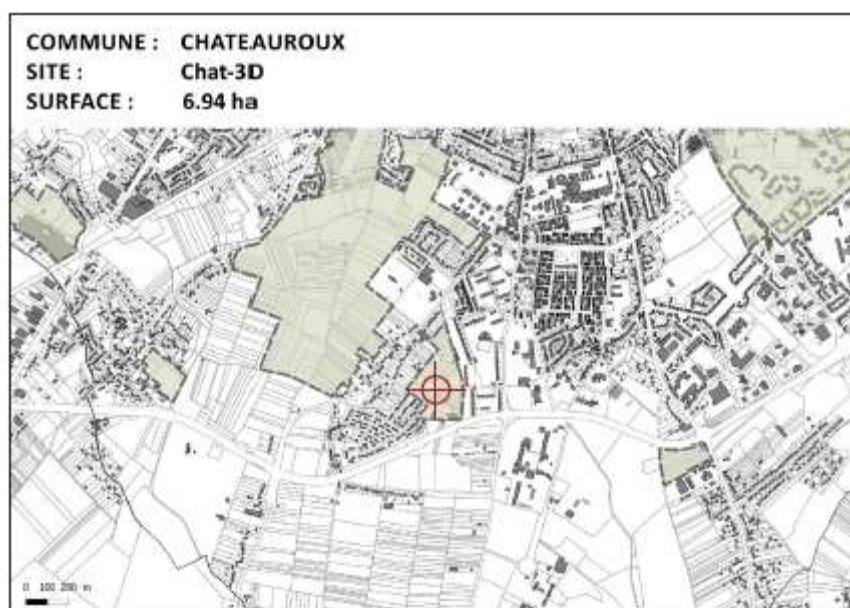 COMMUNE : CHATEAUROUX
SITE : Chat-3D
SURFACE : 6.94 ha
0 100 200 m